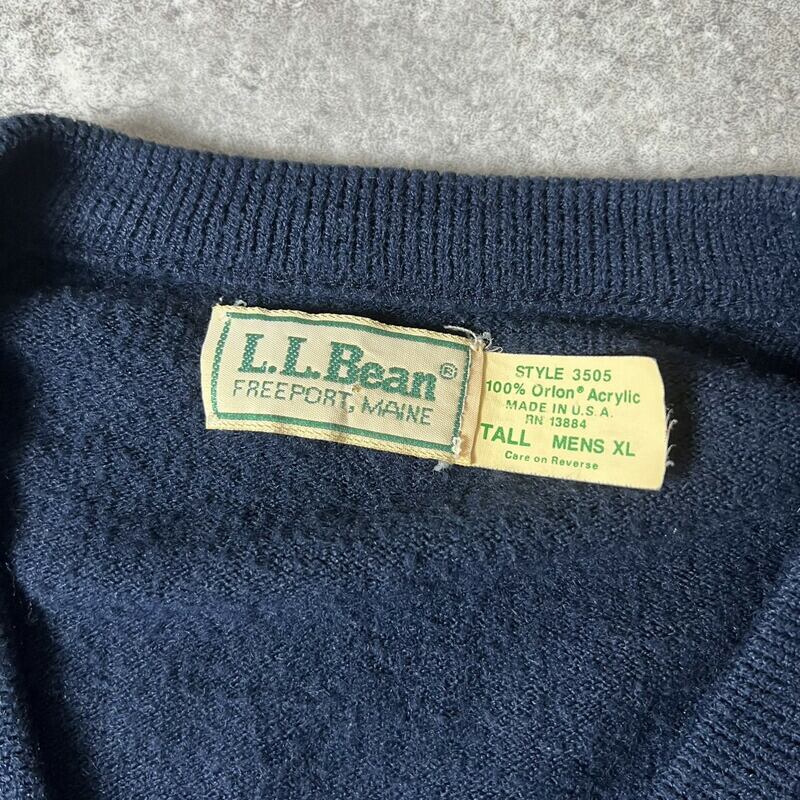 L.L.Bean®
FREEPORT, MAINE
STYLE 3505
100% Orlon® Acrylic
MADE IN U.S.A.
RN 13884
TALL MENS XL
Care on Reverse